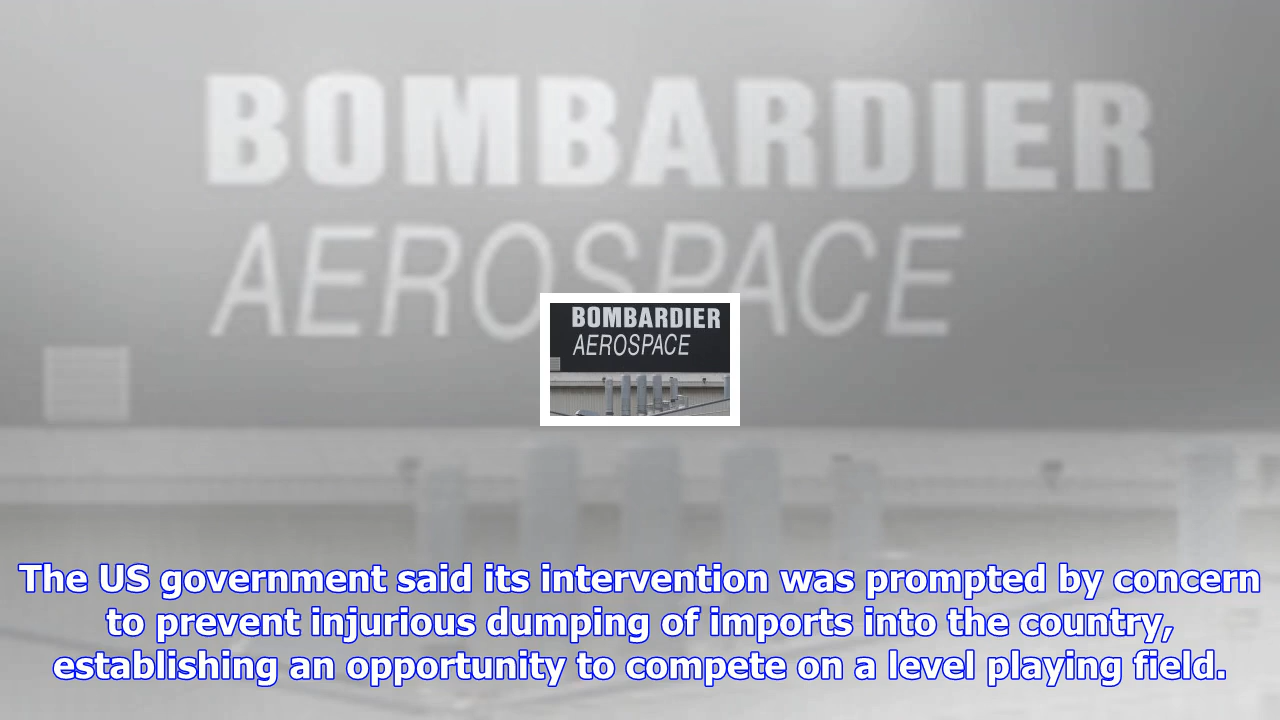 BOMBARDIER
AEROSPACE
BOMBARDIER
AEROSPACE
The US government said its intervention was prompted by concern
to prevent injurious dumping of imports into the country,
establishing an opportunity to compete on a level playing field.